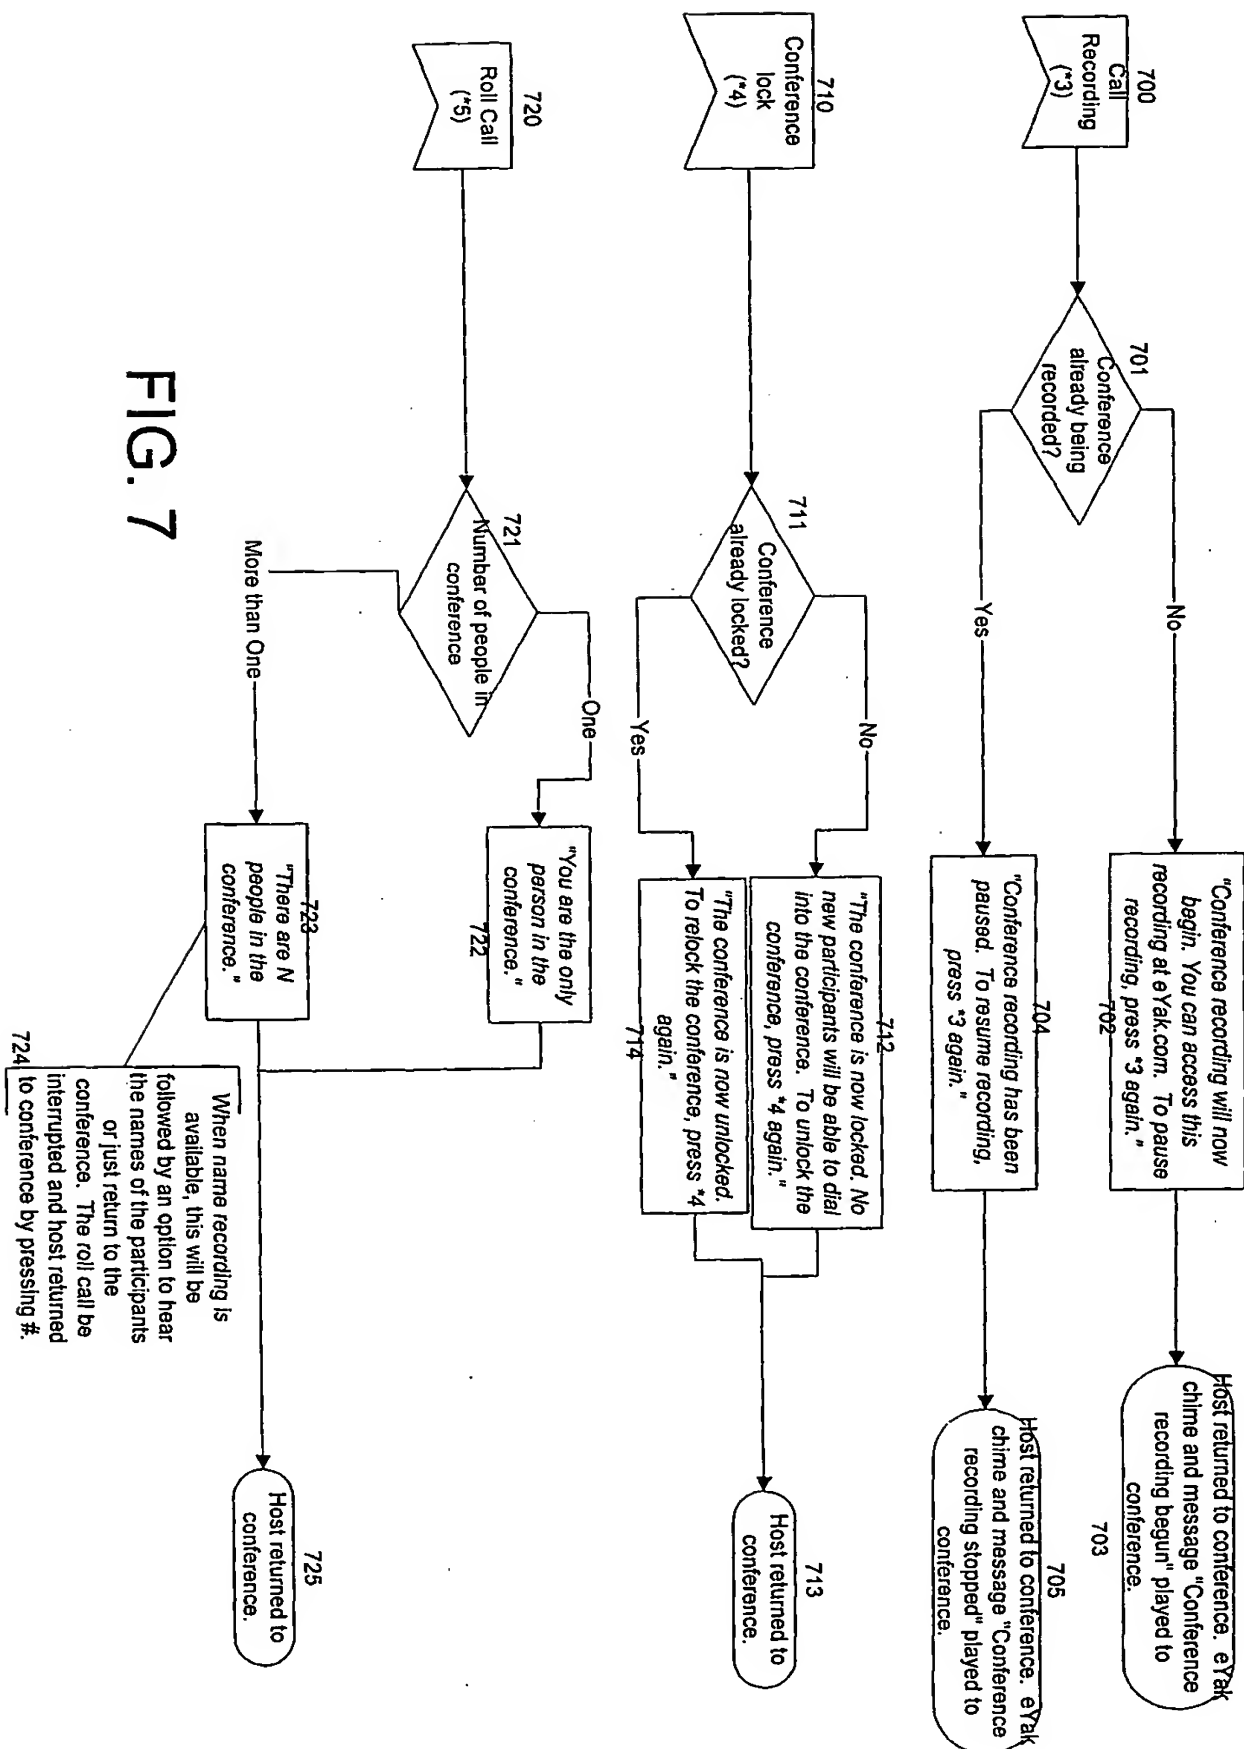 700
Call
Recording
(*3)
701
Conference
already being
recorded?
No
Yes
"Conference recording will now
begin. You can access this
recording at eYak.com. To pause
recording, press *3 again."
702
Host returned to conference. eYak
chime and message "Conference
recording begun" played to
conference.
703
704
"Conference recording has been
paused. To resume recording,
press *3 again."
705
Host returned to conference. eYak
chime and message "Conference
recording stopped" played to
conference.
710
Conference
lock
(*4)
711
Conference
already locked?
No
Yes
712
"The conference is now locked. No
new participants will be able to dial
into the conference. To unlock the
conference, press *4 again."
"The conference is now unlocked.
To relock the conference, press *4
again."
714
713
Host returned to
conference.
720
Roll Call
(*5)
721
Number of people in
conference
One
More than One
"You are the only
person in the
conference."
722
723
"There are N
people in the
conference."
724
When name recording is
available, this will be
followed by an option to hear
the names of the participants
or just return to the
conference. The roll call be
interrupted and host returned
to conference by pressing #.
725
Host returned to
conference.
FIG. 7